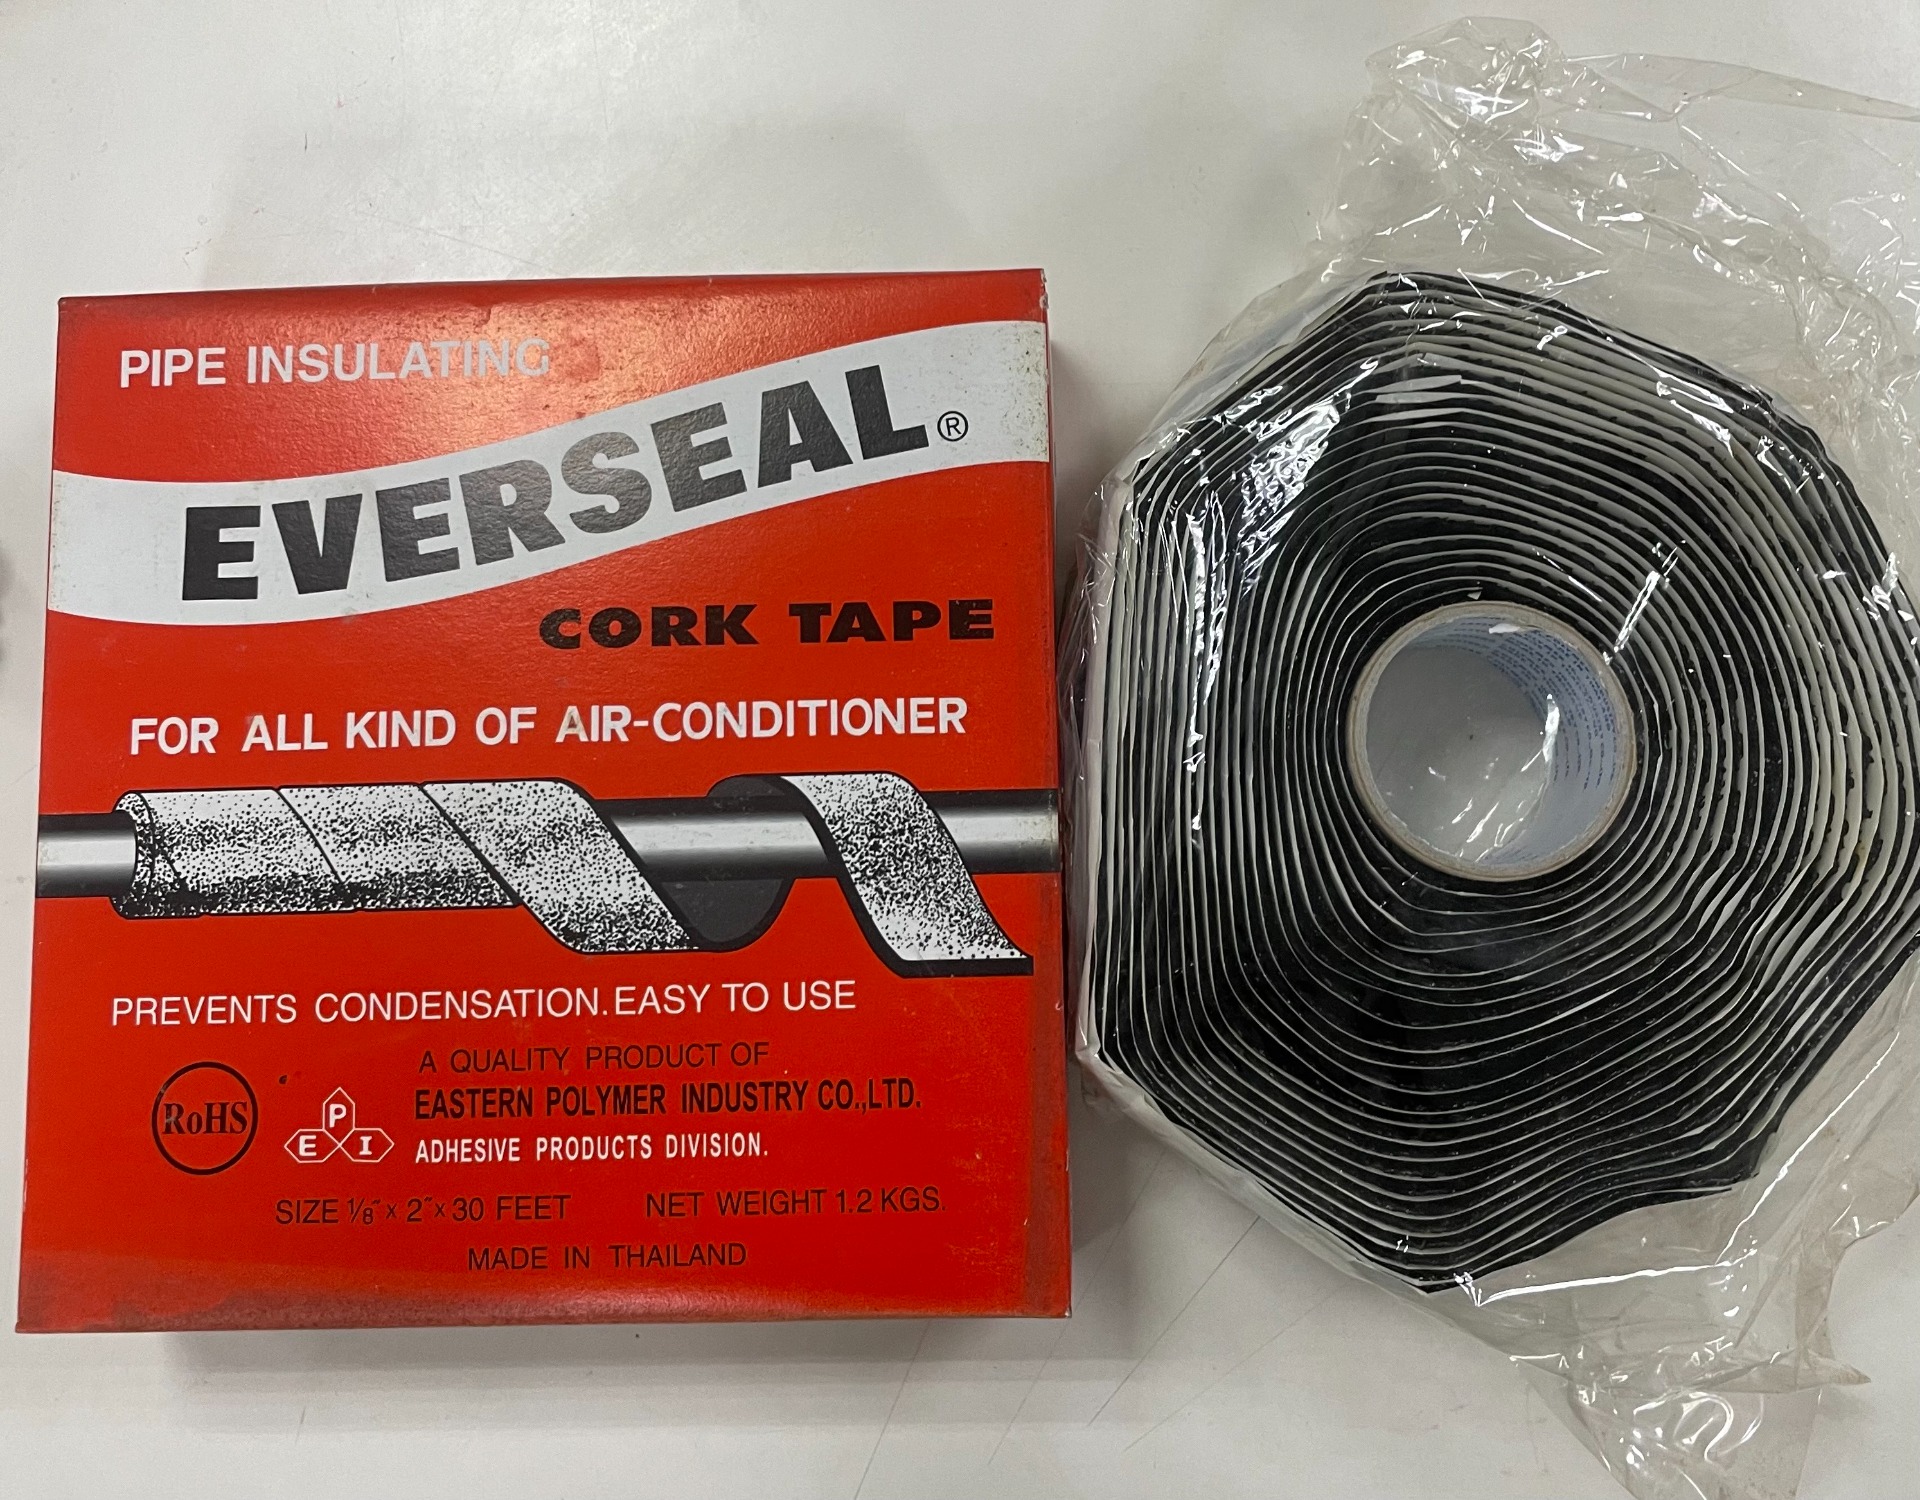 PIPE INSULATING
EVERSEAL®
CORK TAPE
FOR ALL KIND OF AIR-CONDITIONER
PREVENTS CONDENSATION.EASY TO USE
A QUALITY PRODUCT OF
RoHS
EPI
EASTERN POLYMER INDUSTRY CO.,LTD.
ADHESIVE PRODUCTS DIVISION.
SIZE 1/8" x 2" x 30 FEET NET WEIGHT 1.2 KGS.
MADE IN THAILAND